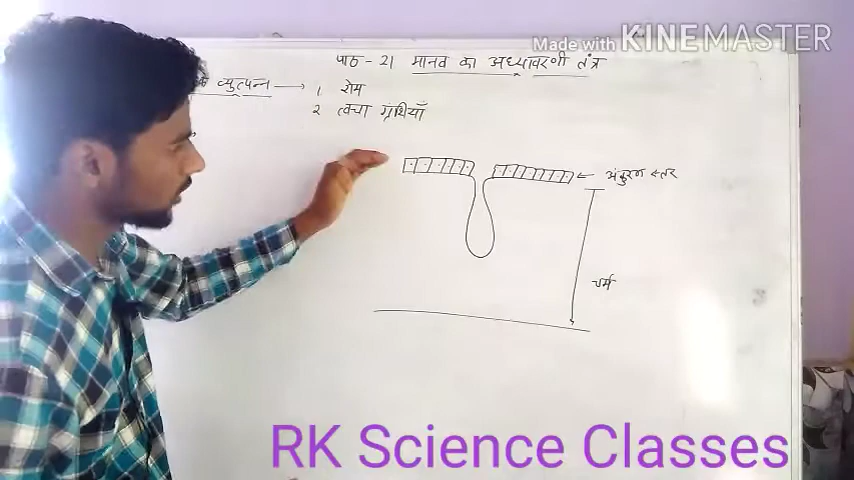 Made with KINEMASTER
पाठ - 21 मानव का अध्यावरणी तंत्र
व्युत्पन्न → 1 रोम
2 त्वचा ग्रंथियाँ
← अंकुरण स्तर
चर्म
RK Science Classes